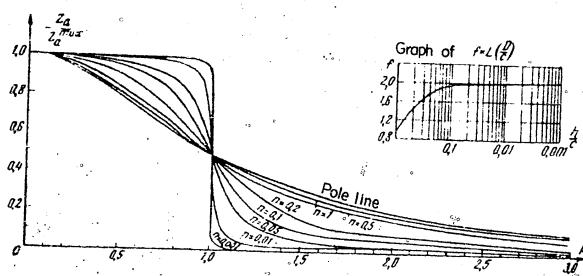 Z_a
Z_a max
Graph of f=L(D/c)
f
2,0
1,6
1,2
0,8
0,1 0,01 0,001
h/c
1,0
0,8
0,6
0,4
0,2
0
Pole line
n=0,2
n=1
n=0,5
n=0,1
n=0,05
n=0,01
0,5 1,0 1,5 2,0 2,5 3,0